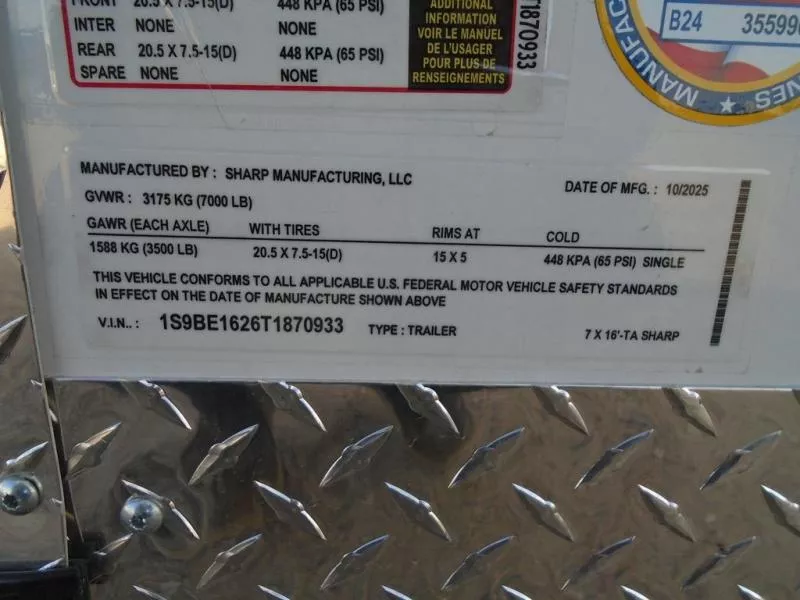 FRONT 20.5 X 7.5-15(D) 448 KPA (65 PSI)
INTER NONE NONE
REAR 20.5 X 7.5-15(D) 448 KPA (65 PSI)
SPARE NONE NONE
ADDITIONAL
INFORMATION
VOIR LE MANUEL
DE L'USAGER
POUR PLUS DE
RENSEIGNEMENTS
T1870933
B24 35599
MANUFAC
NES
MANUFACTURED BY : SHARP MANUFACTURING, LLC
DATE OF MFG. : 10/2025
GVWR : 3175 KG (7000 LB)
GAWR (EACH AXLE) WITH TIRES RIMS AT COLD
1588 KG (3500 LB) 20.5 X 7.5-15(D) 15 X 5 448 KPA (65 PSI) SINGLE
THIS VEHICLE CONFORMS TO ALL APPLICABLE U.S. FEDERAL MOTOR VEHICLE SAFETY STANDARDS
IN EFFECT ON THE DATE OF MANUFACTURE SHOWN ABOVE
V.I.N.. : 1S9BE1626T1870933 TYPE : TRAILER 7 X 16'-TA SHARP